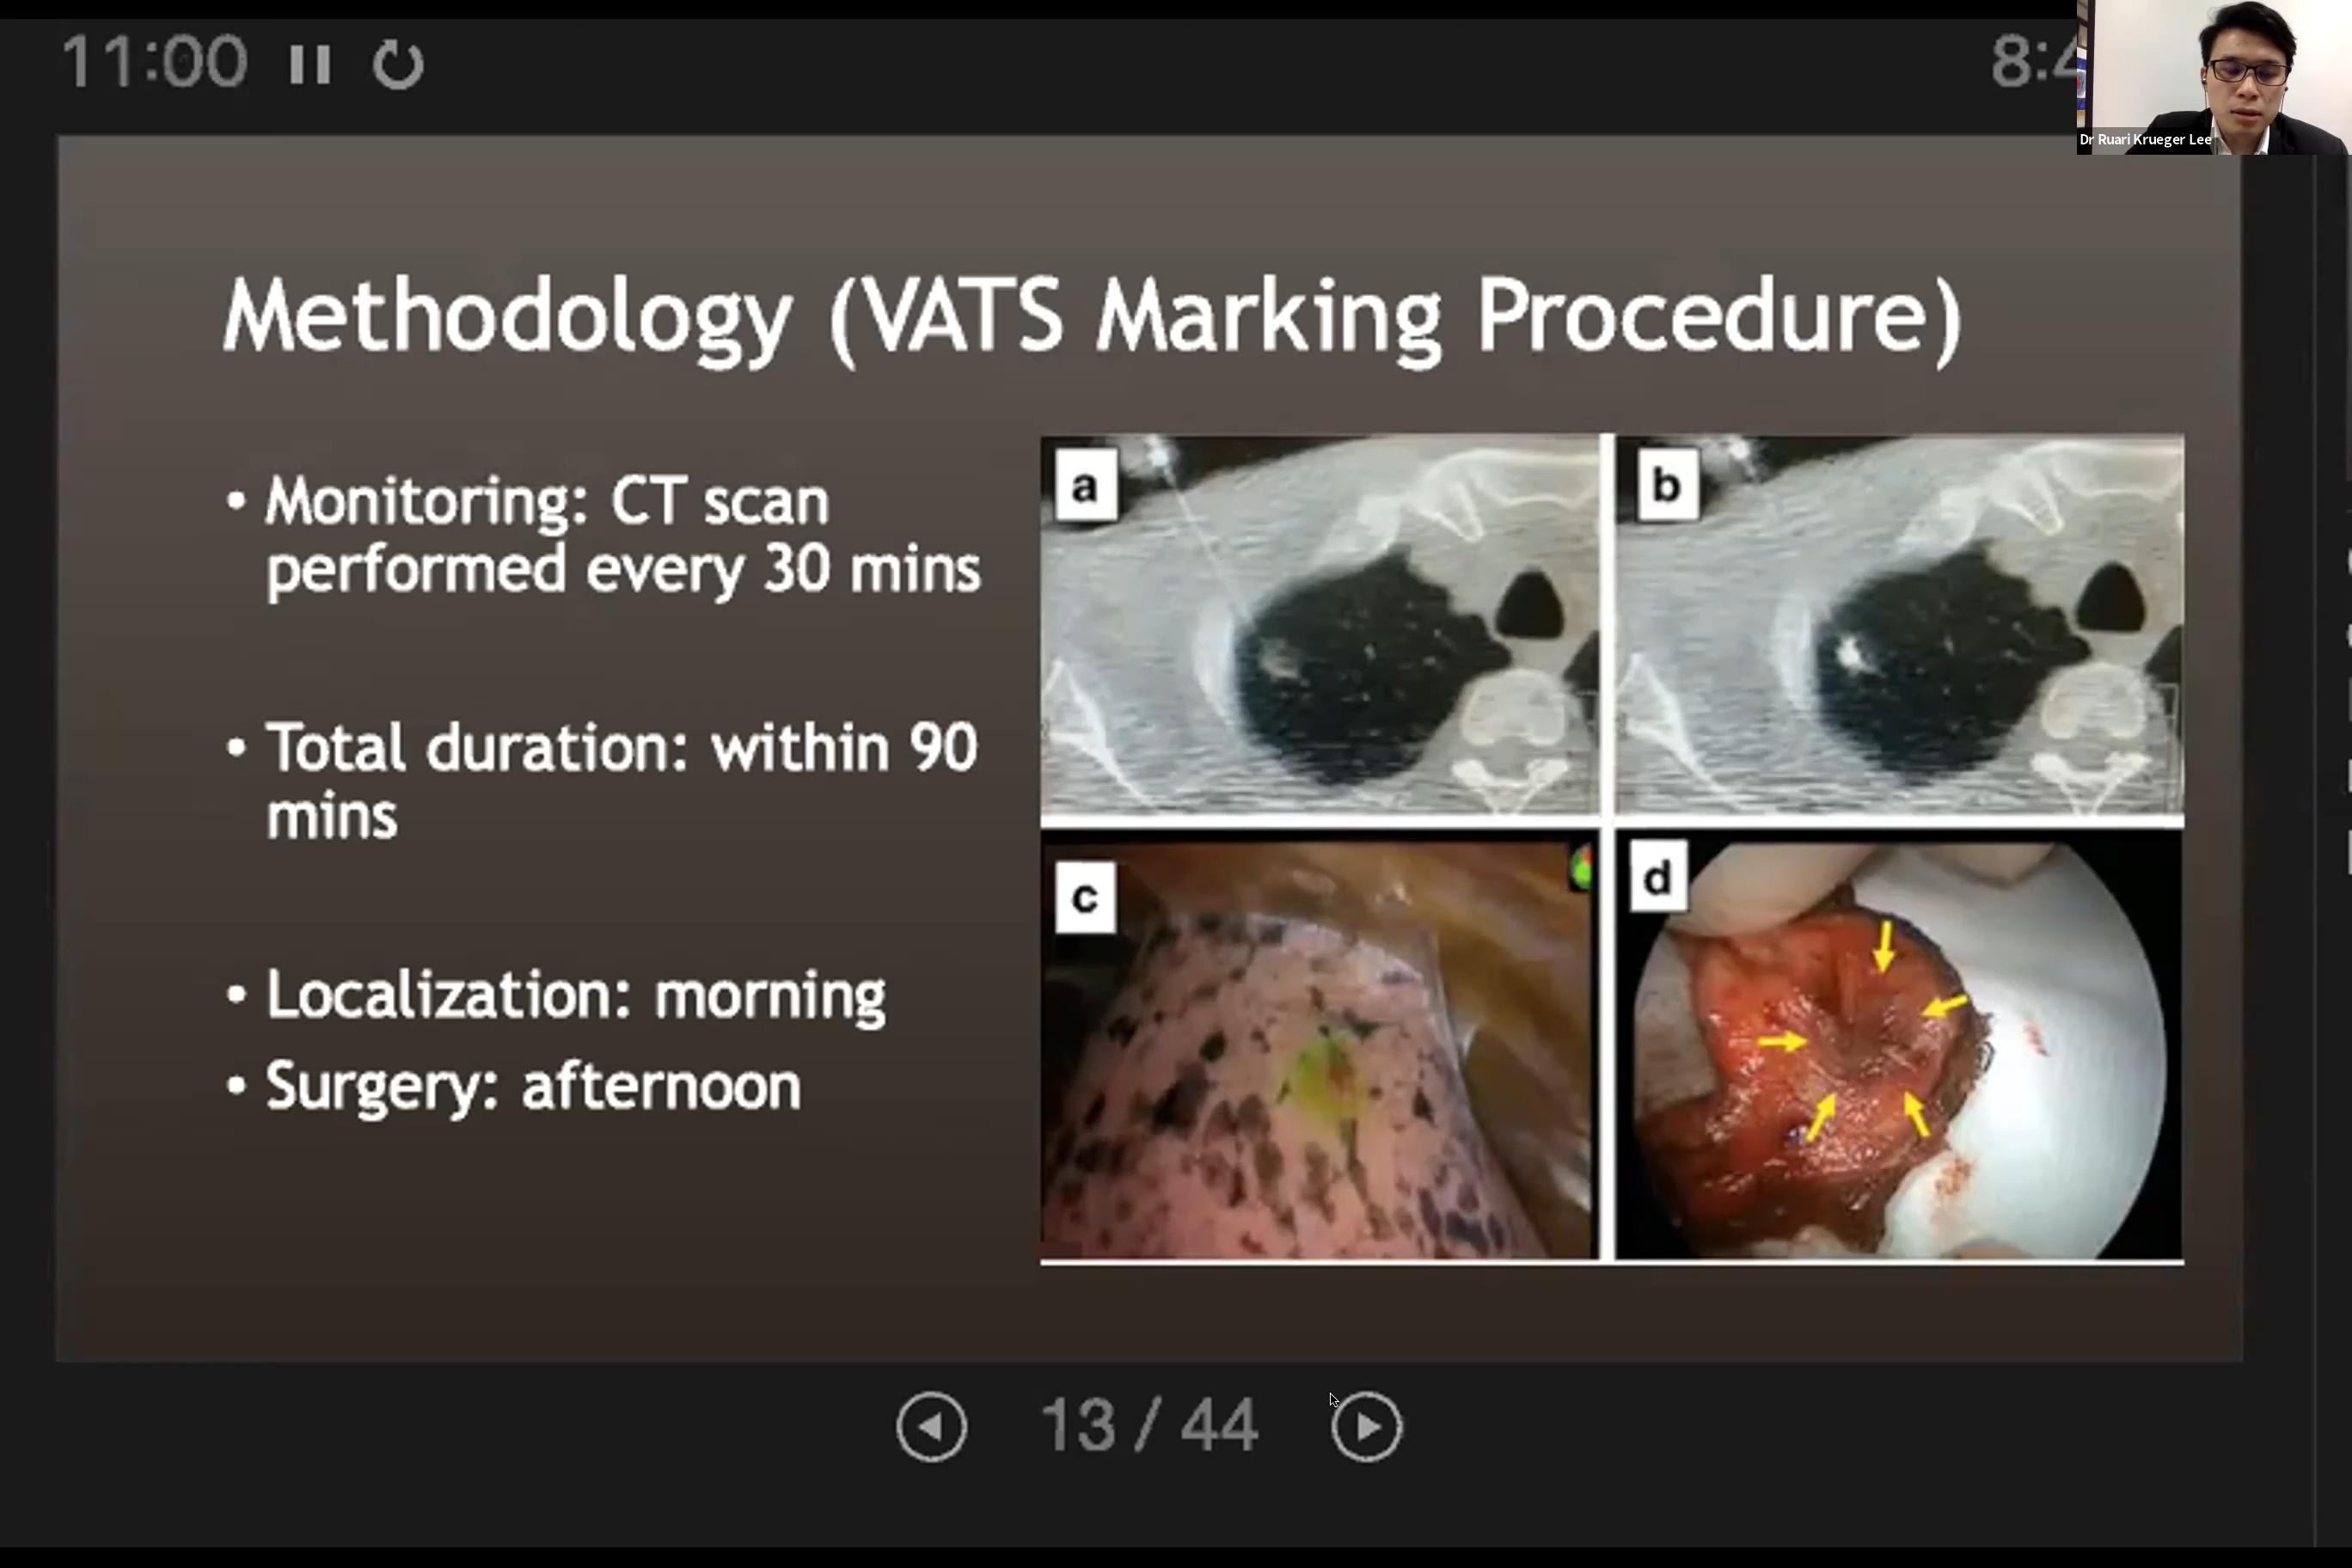 11:00
8:4
Dr Ruari Krueger Lee
Methodology (VATS Marking Procedure)
• Monitoring: CT scan
performed every 30 mins
• Total duration: within 90
mins
• Localization: morning
• Surgery: afternoon
a
b
c
d
13 / 44